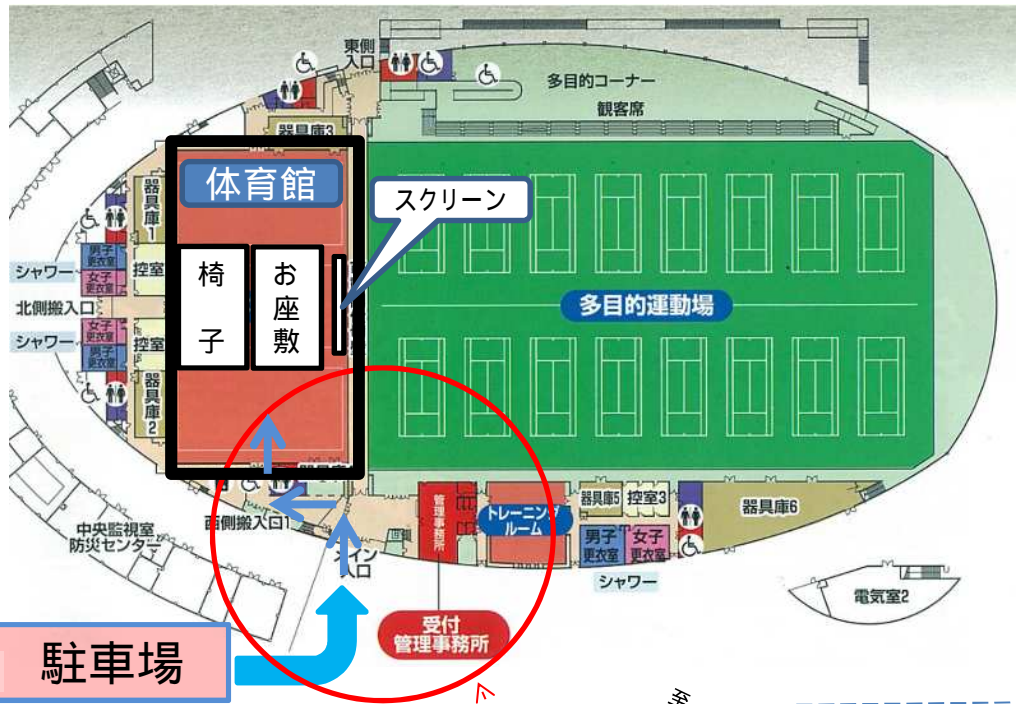 東側
入口
多目的コーナー
観客席
器具庫3
体育館
スクリーン
器具庫1
男子
更衣室
シャワー
女子
更衣室
控室
椅子
お座敷
北側搬入口
多目的運動場
女子
更衣室
シャワー
男子
更衣室
控室
器具庫2
西側搬入口1
中央監視室
防災センター
メイン
入口
管理事務所
トレーニング
ルーム
器具庫5
控室3
器具庫6
男子
更衣室
女子
更衣室
シャワー
電気室2
受付
管理事務所
駐車場
至